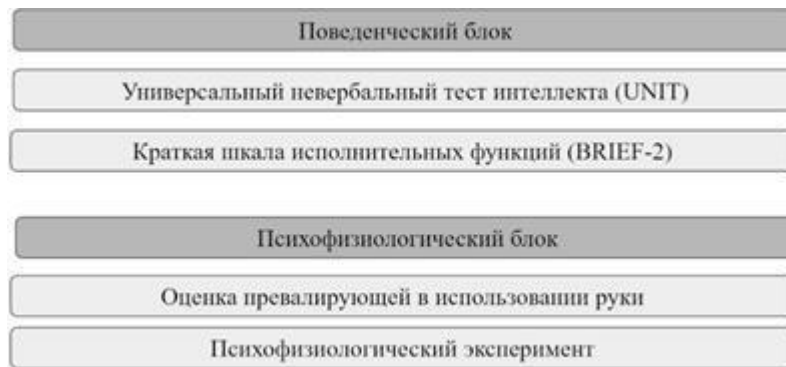 Поведенческий блок
Универсальный невербальный тест интеллекта (UNIT)
Краткая шкала исполнительных функций (BRIEF-2)
Психофизиологический блок
Оценка превалирующей в использовании руки
Психофизиологический эксперимент